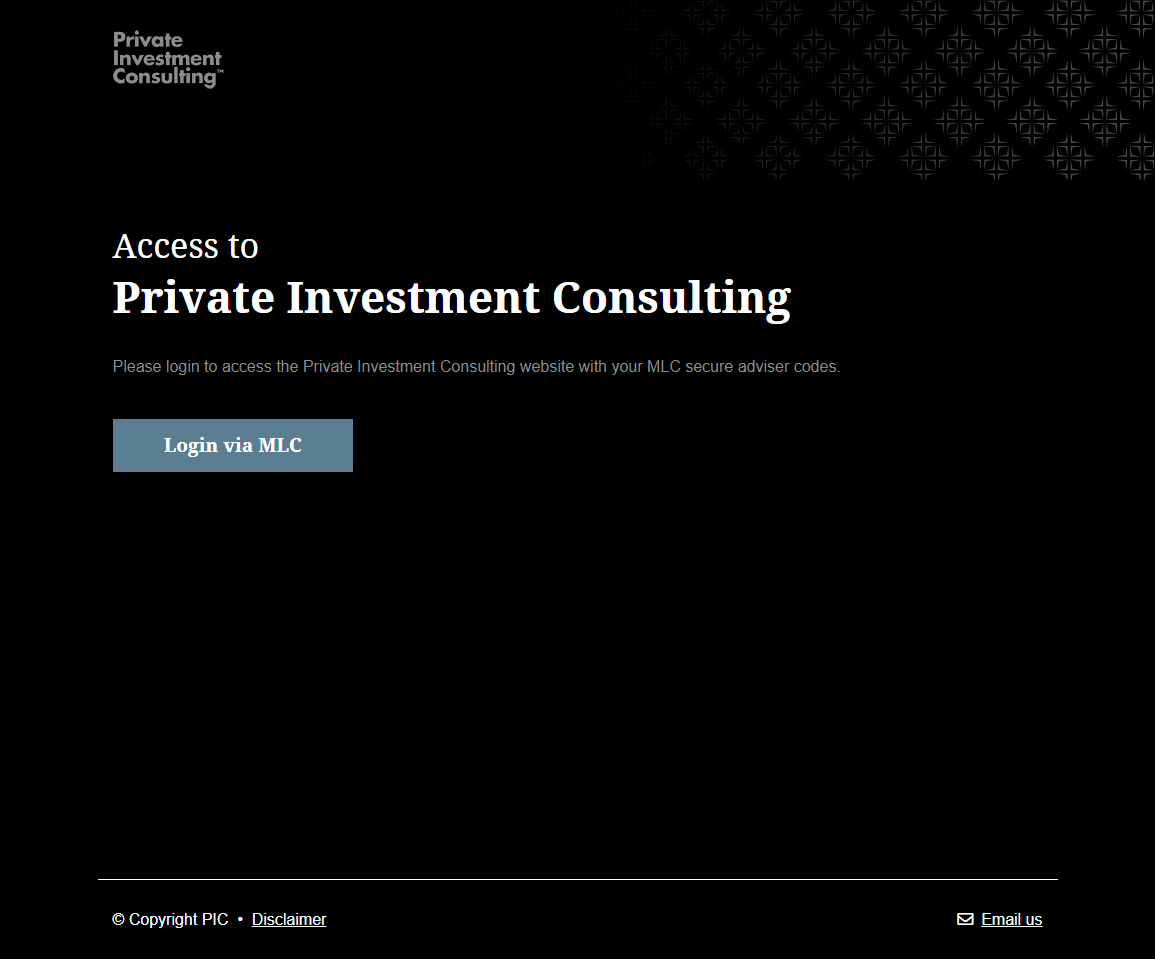 Private
Investment
Consulting™
Access to
Private Investment Consulting
Please login to access the Private Investment Consulting website with your MLC secure adviser codes.
Login via MLC
© Copyright PIC • Disclaimer
Email us